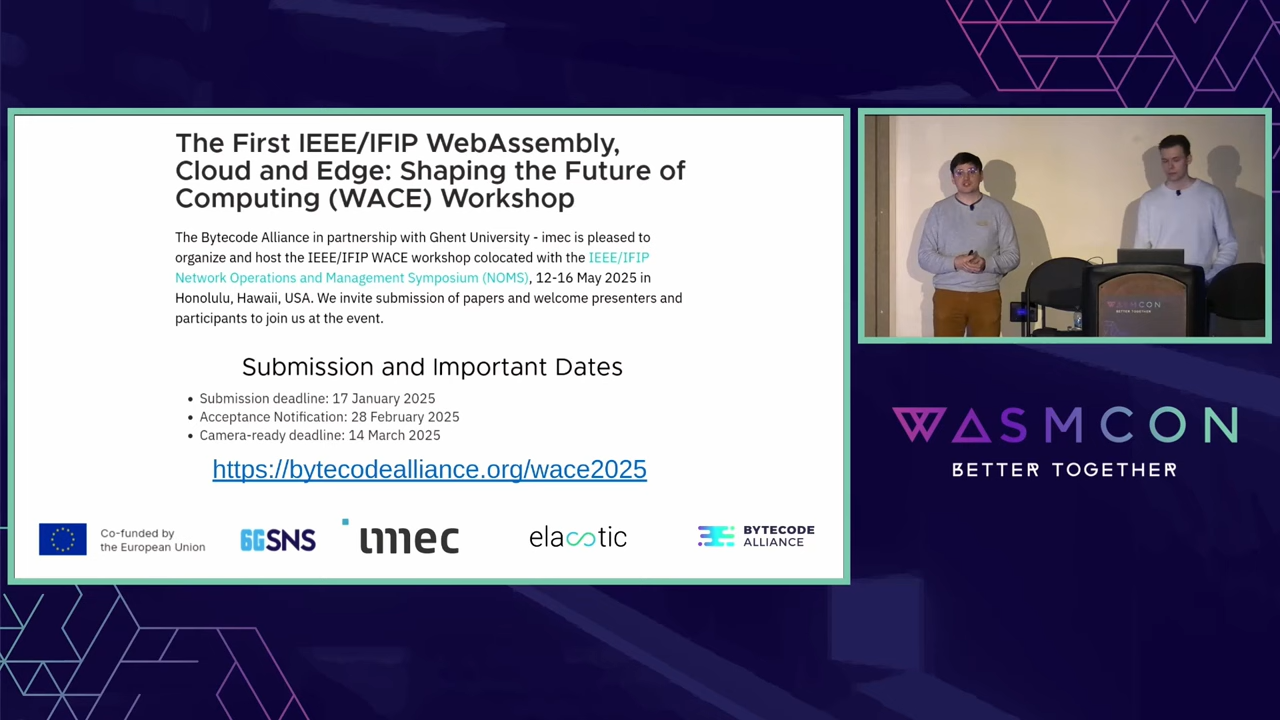 The First IEEE/IFIP WebAssembly,
Cloud and Edge: Shaping the Future of
Computing (WACE) Workshop
The Bytecode Alliance in partnership with Ghent University - imec is pleased to
organize and host the IEEE/IFIP WACE workshop colocated with the IEEE/IFIP
Network Operations and Management Symposium (NOMS), 12-16 May 2025 in
Honolulu, Hawaii, USA. We invite submission of papers and welcome presenters and
participants to join us at the event.
Submission and Important Dates
• Submission deadline: 17 January 2025
• Acceptance Notification: 28 February 2025
• Camera-ready deadline: 14 March 2025
https://bytecodealliance.org/wace2025
Co-funded by
the European Union
6GSNS
imec
elastic
BYTECODE
ALLIANCE
WASMCON
BETTER TOGETHER
WASMCON
BETTER TOGETHER